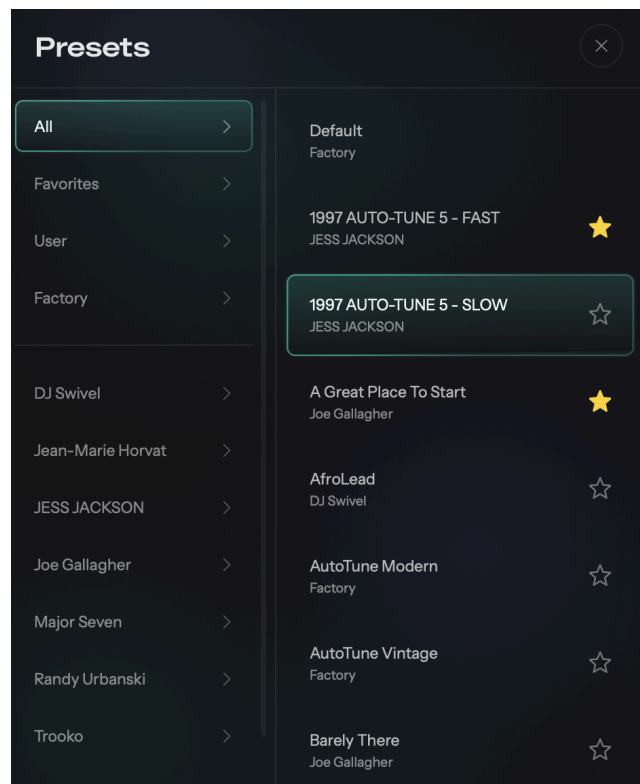 Presets
All
Favorites
User
Factory
DJ Swivel
Jean-Marie Horvat
JESS JACKSON
Joe Gallagher
Major Seven
Randy Urbanski
Trooko
Default
Factory
1997 AUTO-TUNE 5 - FAST
JESS JACKSON
1997 AUTO-TUNE 5 - SLOW
JESS JACKSON
A Great Place To Start
Joe Gallagher
AfroLead
DJ Swivel
AutoTune Modern
Factory
AutoTune Vintage
Factory
Barely There
Joe Gallagher